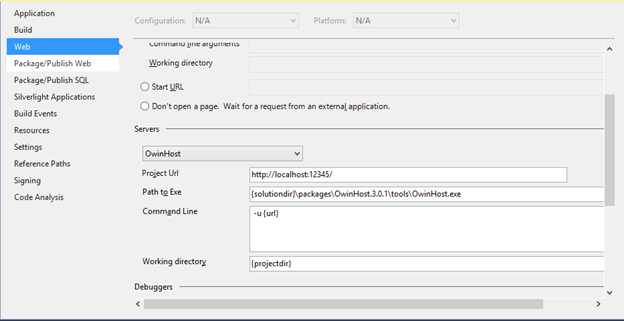 Application
Build
Web
Package/Publish Web
Package/Publish SQL
Silverlight Applications
Build Events
Resources
Settings
Reference Paths
Signing
Code Analysis
Configuration: N/A Platform: N/A
Command line arguments
Working directory
Start URL
Don't open a page. Wait for a request from an external application.
Servers
OwinHost
Project Url http://localhost:12345/
Path to Exe {solutiondir}\packages\OwinHost.3.0.1\tools\OwinHost.exe
Command Line -u {url}
Working directory {projectdir}
Debuggers